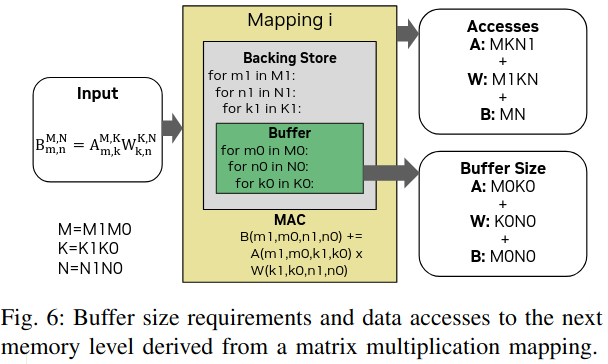 Mapping i
Backing Store
for m1 in M1:
for n1 in N1:
for k1 in K1:
Buffer
for m0 in M0:
for n0 in N0:
for k0 in K0:
MAC
B(m1,m0,n1,n0) +=
A(m1,m0,k1,k0) x
W(k1,k0,n1,n0)
Input
B^{M,N}_{m,n} = A^{M,K}_{m,k}W^{K,N}_{k,n}
M=M1M0
K=K1K0
N=N1N0
Accesses
A: MKN1
+
W: M1KN
+
B: MN
Buffer Size
A: M0K0
+
W: K0N0
+
B: M0N0
Fig. 6: Buffer size requirements and data accesses to the next
memory level derived from a matrix multiplication mapping.